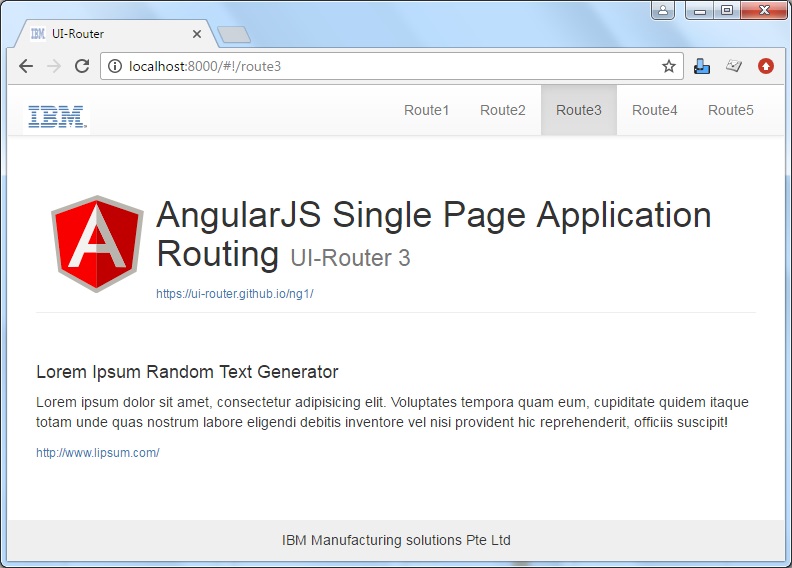 IBM UI-Router
localhost:8000/#!/route3
IBM Route1 Route2 Route3 Route4 Route5
AngularJS Single Page Application
Routing UI-Router 3
https://ui-router.github.io/ng1/
Lorem Ipsum Random Text Generator
Lorem ipsum dolor sit amet, consectetur adipisicing elit. Voluptates tempora quam eum, cupiditate quidem itaque
totam unde quas nostrum labore eligendi debitis inventore vel nisi provident hic reprehenderit, officiis suscipit!
http://www.lipsum.com/
IBM Manufacturing solutions Pte Ltd